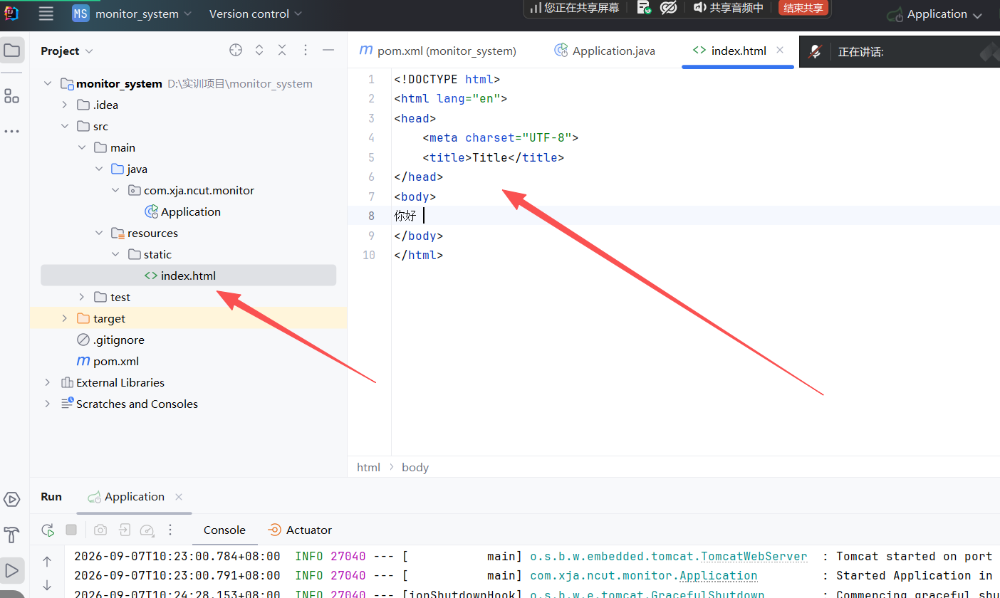 MS monitor_system Version control
您正在共享屏幕 共享音频中 结束共享
Application
Project
pom.xml (monitor_system) Application.java index.html
正在讲话:
monitor_system D:\实训项目\monitor_system
.idea
src
main
java
com.xja.ncut.monitor
Application
resources
static
index.html
test
target
.gitignore
m pom.xml
External Libraries
Scratches and Consoles
1 <!DOCTYPE html>
2 <html lang="en">
3 <head>
4 <meta charset="UTF-8">
5 <title>Title</title>
6 </head>
7 <body>
8 你好
9 </body>
10 </html>
html > body
Run Application
Console Actuator
2026-09-07T10:23:00.784+08:00 INFO 27040 --- [ main] o.s.b.w.embedded.tomcat.TomcatWebServer : Tomcat started on port
2026-09-07T10:23:00.791+08:00 INFO 27040 --- [ main] com.xja.ncut.monitor.Application : Started Application in
2026-09-07T10:24:28.153+08:00 INFO 27040 --- [ionShutdownHook] o.s.b.w.e.tomcat.GracefulShutdown : Commencing graceful shu